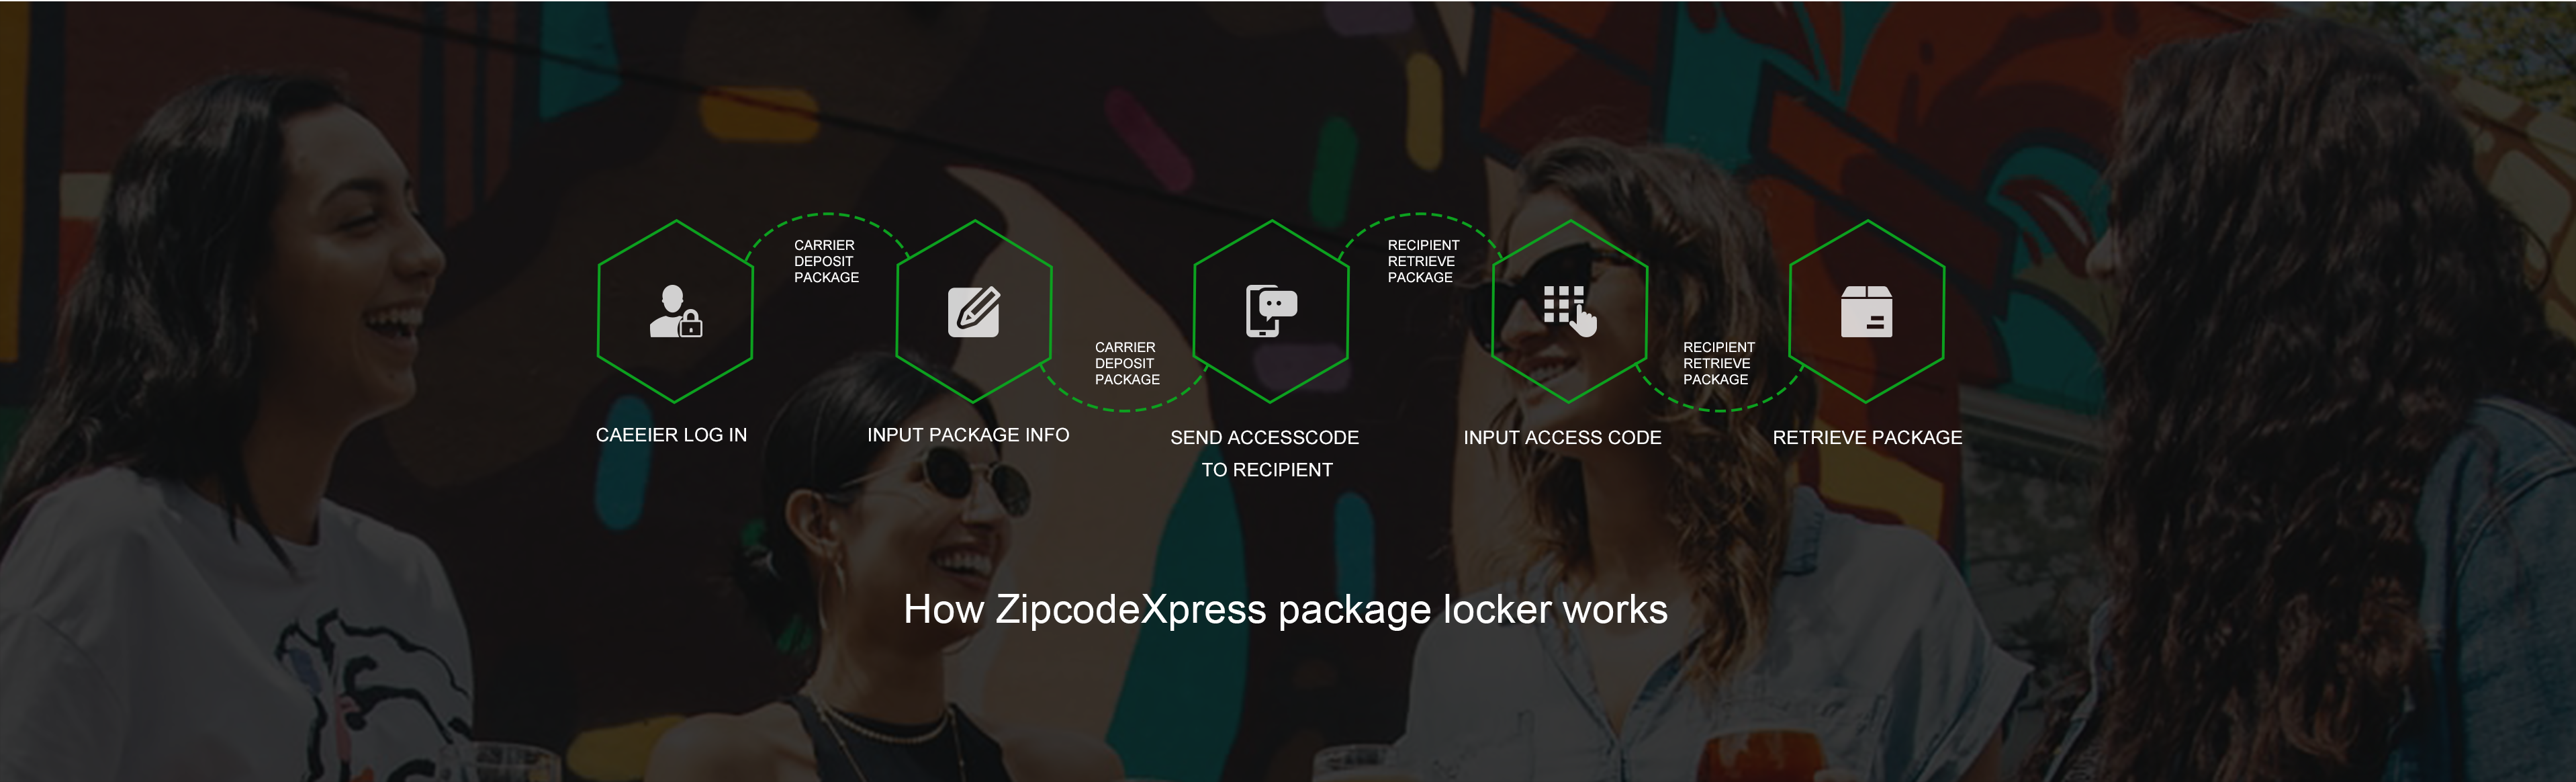 CARRIER
DEPOSIT
PACKAGE
RECIPIENT
RETRIEVE
PACKAGE
CARRIER
DEPOSIT
PACKAGE
RECIPIENT
RETRIEVE
PACKAGE
CAEEIER LOG IN
INPUT PACKAGE INFO
SEND ACCESSCODE
TO RECIPIENT
INPUT ACCESS CODE
RETRIEVE PACKAGE
How ZipcodeXpress package locker works